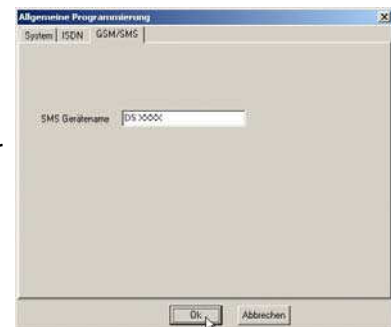 Allgemeine Programmierung
System ISDN GSM/SMS
SMS Gerätename DS XXXX
Ok Abbrechen